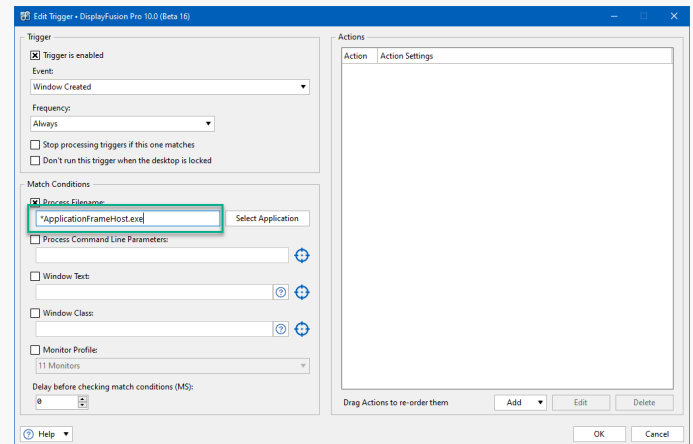 Edit Trigger • DisplayFusion Pro 10.0 (Beta 16)
Trigger
Trigger is enabled
Event:
Window Created
Frequency:
Always
Stop processing triggers if this one matches
Don't run this trigger when the desktop is locked
Match Conditions
Process Filename:
*ApplicationFrameHost.exe
Select Application
Process Command Line Parameters:
Window Text:
Window Class:
Monitor Profile:
11 Monitors
Delay before checking match conditions (MS):
0
Help
Actions
Action Action Settings
Drag Actions to re-order them
Add
Edit
Delete
OK
Cancel